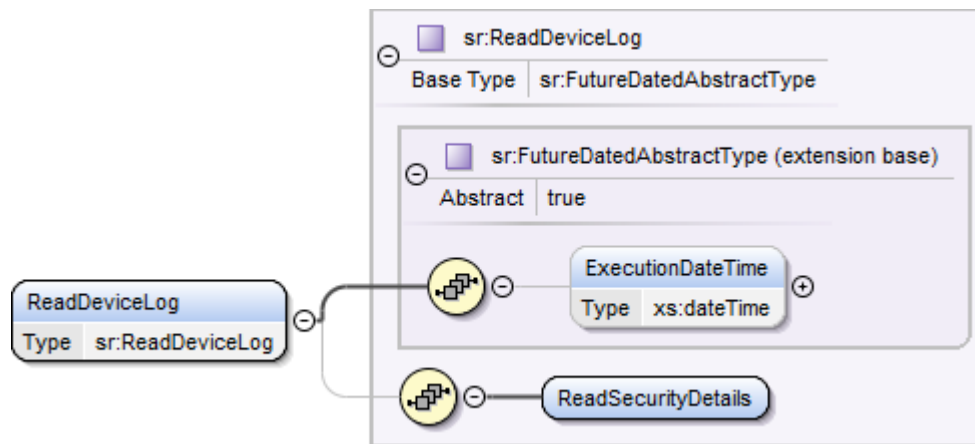 sr:ReadDeviceLog
Base Type sr:FutureDatedAbstractType
sr:FutureDatedAbstractType (extension base)
Abstract true
ExecutionDateTime
Type xs:dateTime
ReadDeviceLog
Type sr:ReadDeviceLog
ReadSecurityDetails